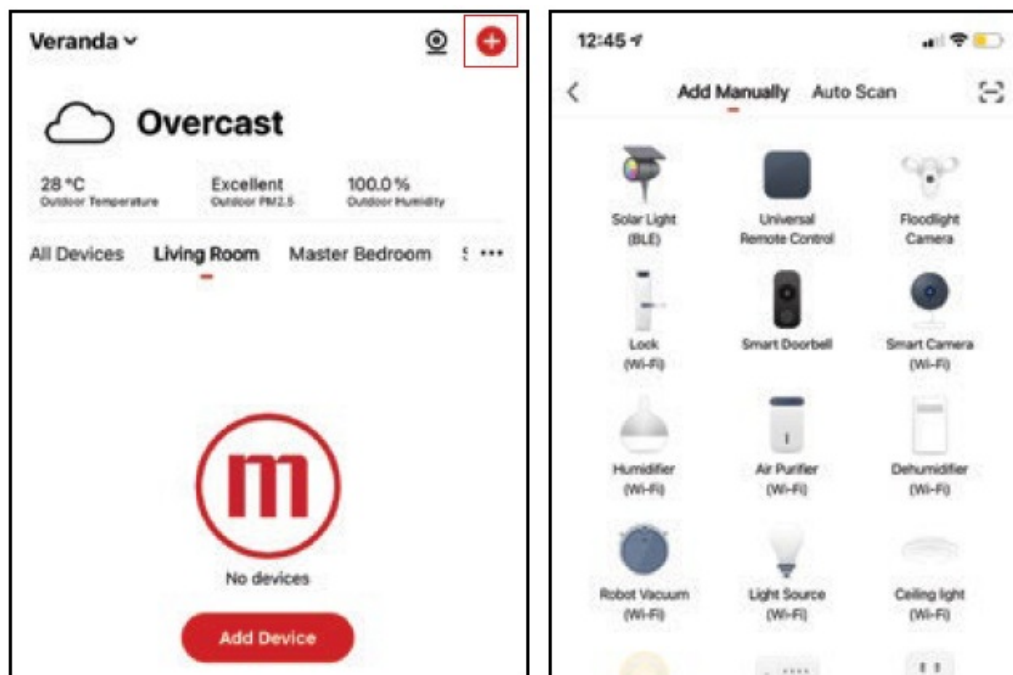 Veranda
Overcast
28 °C
Outdoor Temperature
Excellent
Outdoor PM2.5
100.0 %
Outdoor Humidity
All Devices Living Room Master Bedroom
m
No devices
Add Device
12:45
Add Manually Auto Scan
Solar Light
(BLE)
Universal
Remote Control
Floodlight
Camera
Lock
(Wi-Fi)
Smart Doorbell
Smart Camera
(Wi-Fi)
Humidifier
(Wi-Fi)
Air Purifier
(Wi-Fi)
Dehumidifier
(Wi-Fi)
Robot Vacuum
(Wi-Fi)
Light Source
(Wi-Fi)
Ceiling light
(Wi-Fi)